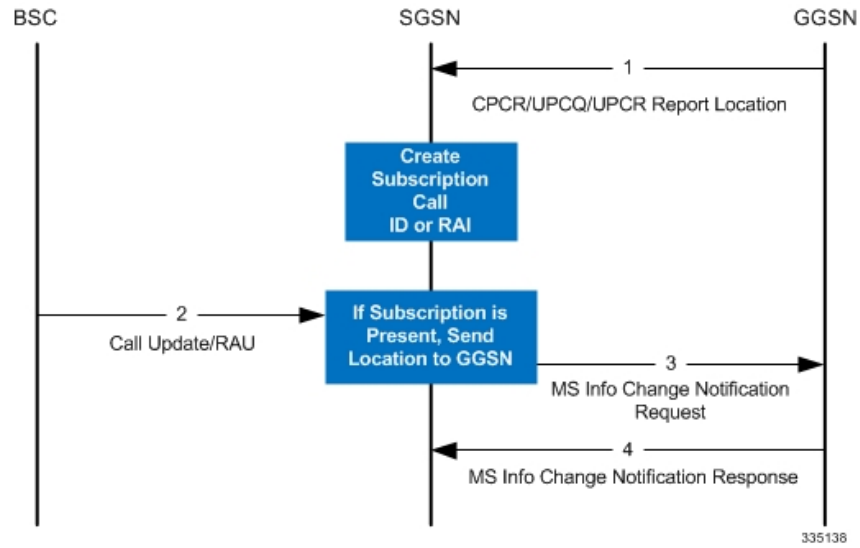 BSC
SGSN
GGSN
1
CPCR/UPCQ/UPCR Report Location
Create
Subscription
Call
ID or RAI
2
Call Update/RAU
If Subscription is
Present, Send
Location to GGSN
3
MS Info Change Notification
Request
4
MS Info Change Notification Response
335138